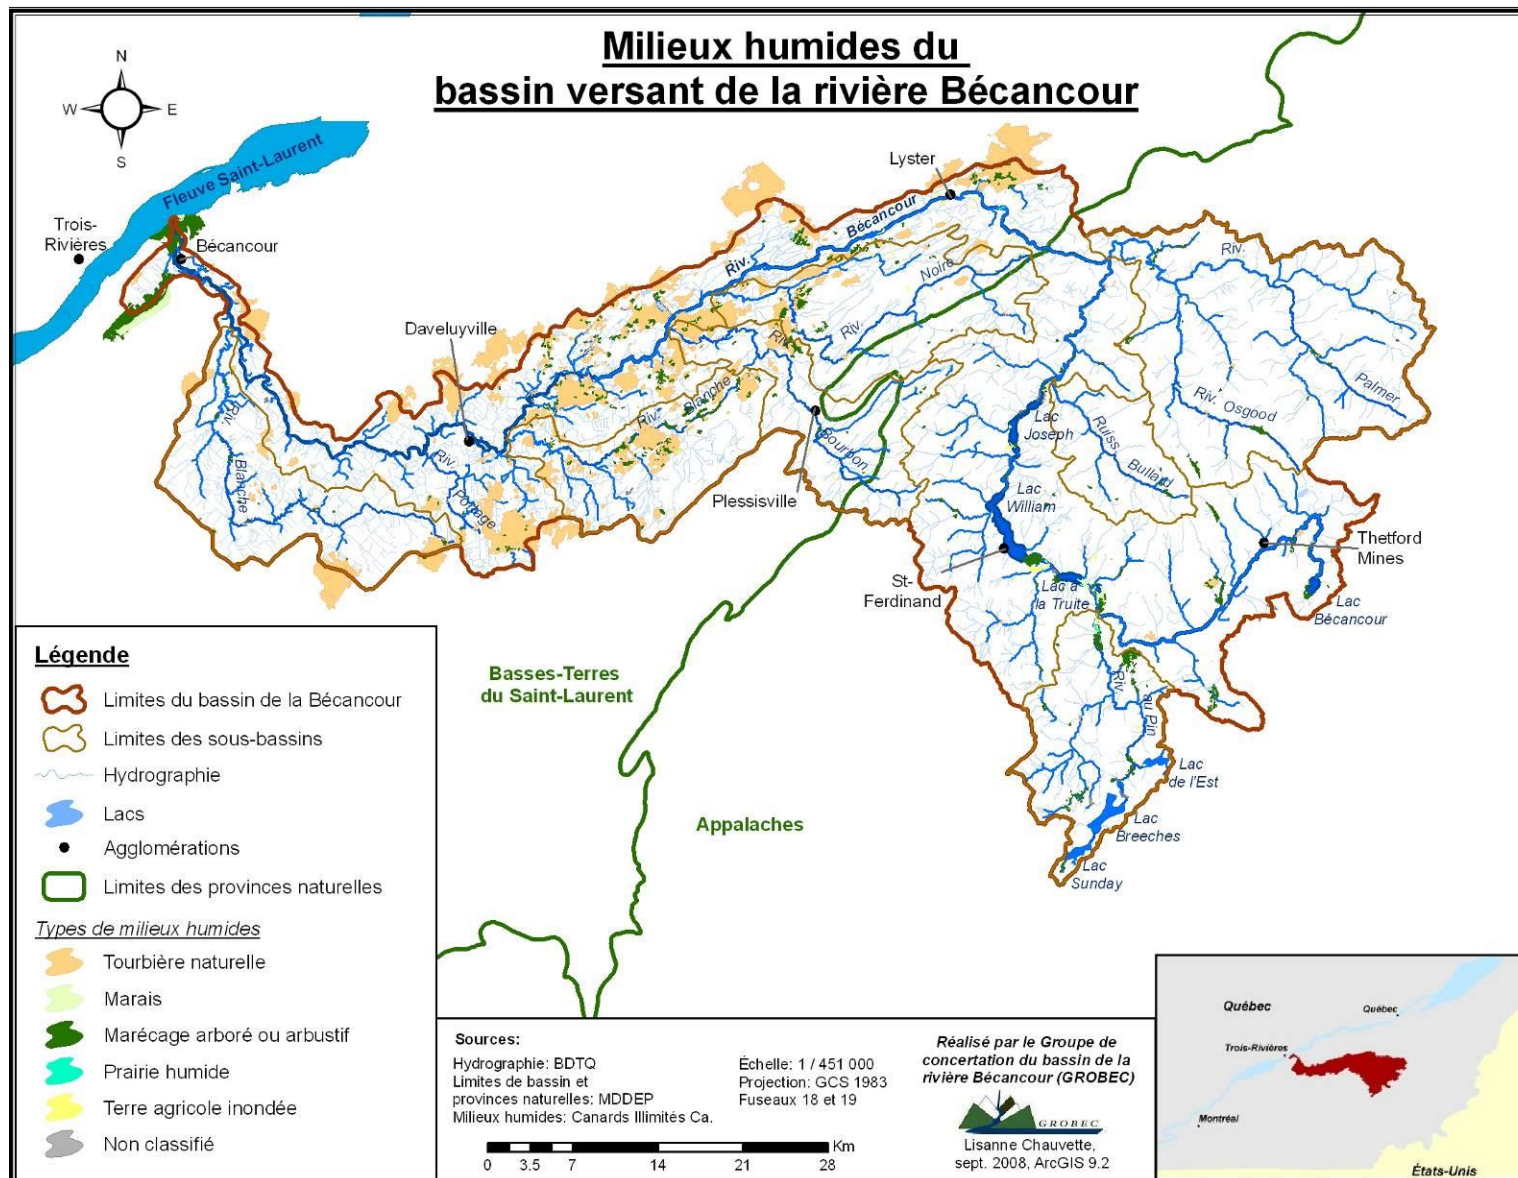 Milieux humides du
bassin versant de la rivière Bécancour
N
W
E
S
Fleuve Saint-Laurent
Trois-
Rivières
Bécancour
Lyster
Riv.
Bécancour
Riv.
Noire
Riv.
Palmer
Daveluyville
Riv.
Riv.
Blanche
Riv. Osgood
Lac
Joseph
Ruiss.
Bullard
Riv.
Blanche
Riv.
Portage
Plessisville
Bourbon
Lac
William
Thetford
Mines
St-
Ferdinand
Lac à
la Truite
Lac
Bécancour
Riv.
au Pin
Lac
de l'Est
Lac
Breeches
Lac
Sunday
Basses-Terres
du Saint-Laurent
Appalaches
Légende
Limites du bassin de la Bécancour
Limites des sous-bassins
Hydrographie
Lacs
Agglomérations
Limites des provinces naturelles
Types de milieux humides
Tourbière naturelle
Marais
Marécage arboré ou arbustif
Prairie humide
Terre agricole inondée
Non classifié
Sources:
Hydrographie: BDTQ
Limites de bassin et
provinces naturelles: MDDEP
Milieux humides: Canards Illimités Ca.
Échelle: 1 / 451 000
Projection: GCS 1983
Fuseaux 18 et 19
0 3.5 7 14 21 28 Km
Réalisé par le Groupe de
concertation du bassin de la
rivière Bécancour (GROBEC)
GROBEC
Lisanne Chauvette,
sept. 2008, ArcGIS 9.2
Québec
Québec
Trois-Rivières
Montréal
États-Unis